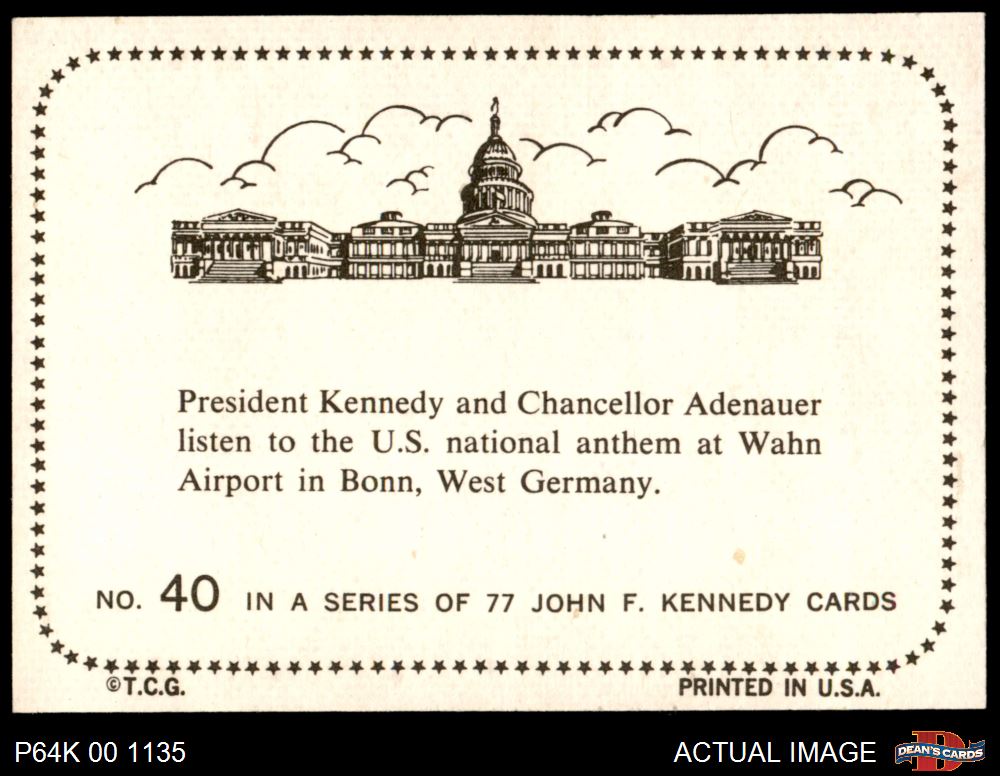 President Kennedy and Chancellor Adenauer
listen to the U.S. national anthem at Wahn
Airport in Bonn, West Germany.
NO. 40 IN A SERIES OF 77 JOHN F. KENNEDY CARDS
©T.C.G.
PRINTED IN U.S.A.
P64K 00 1135
ACTUAL IMAGE
DEAN'S CARDS